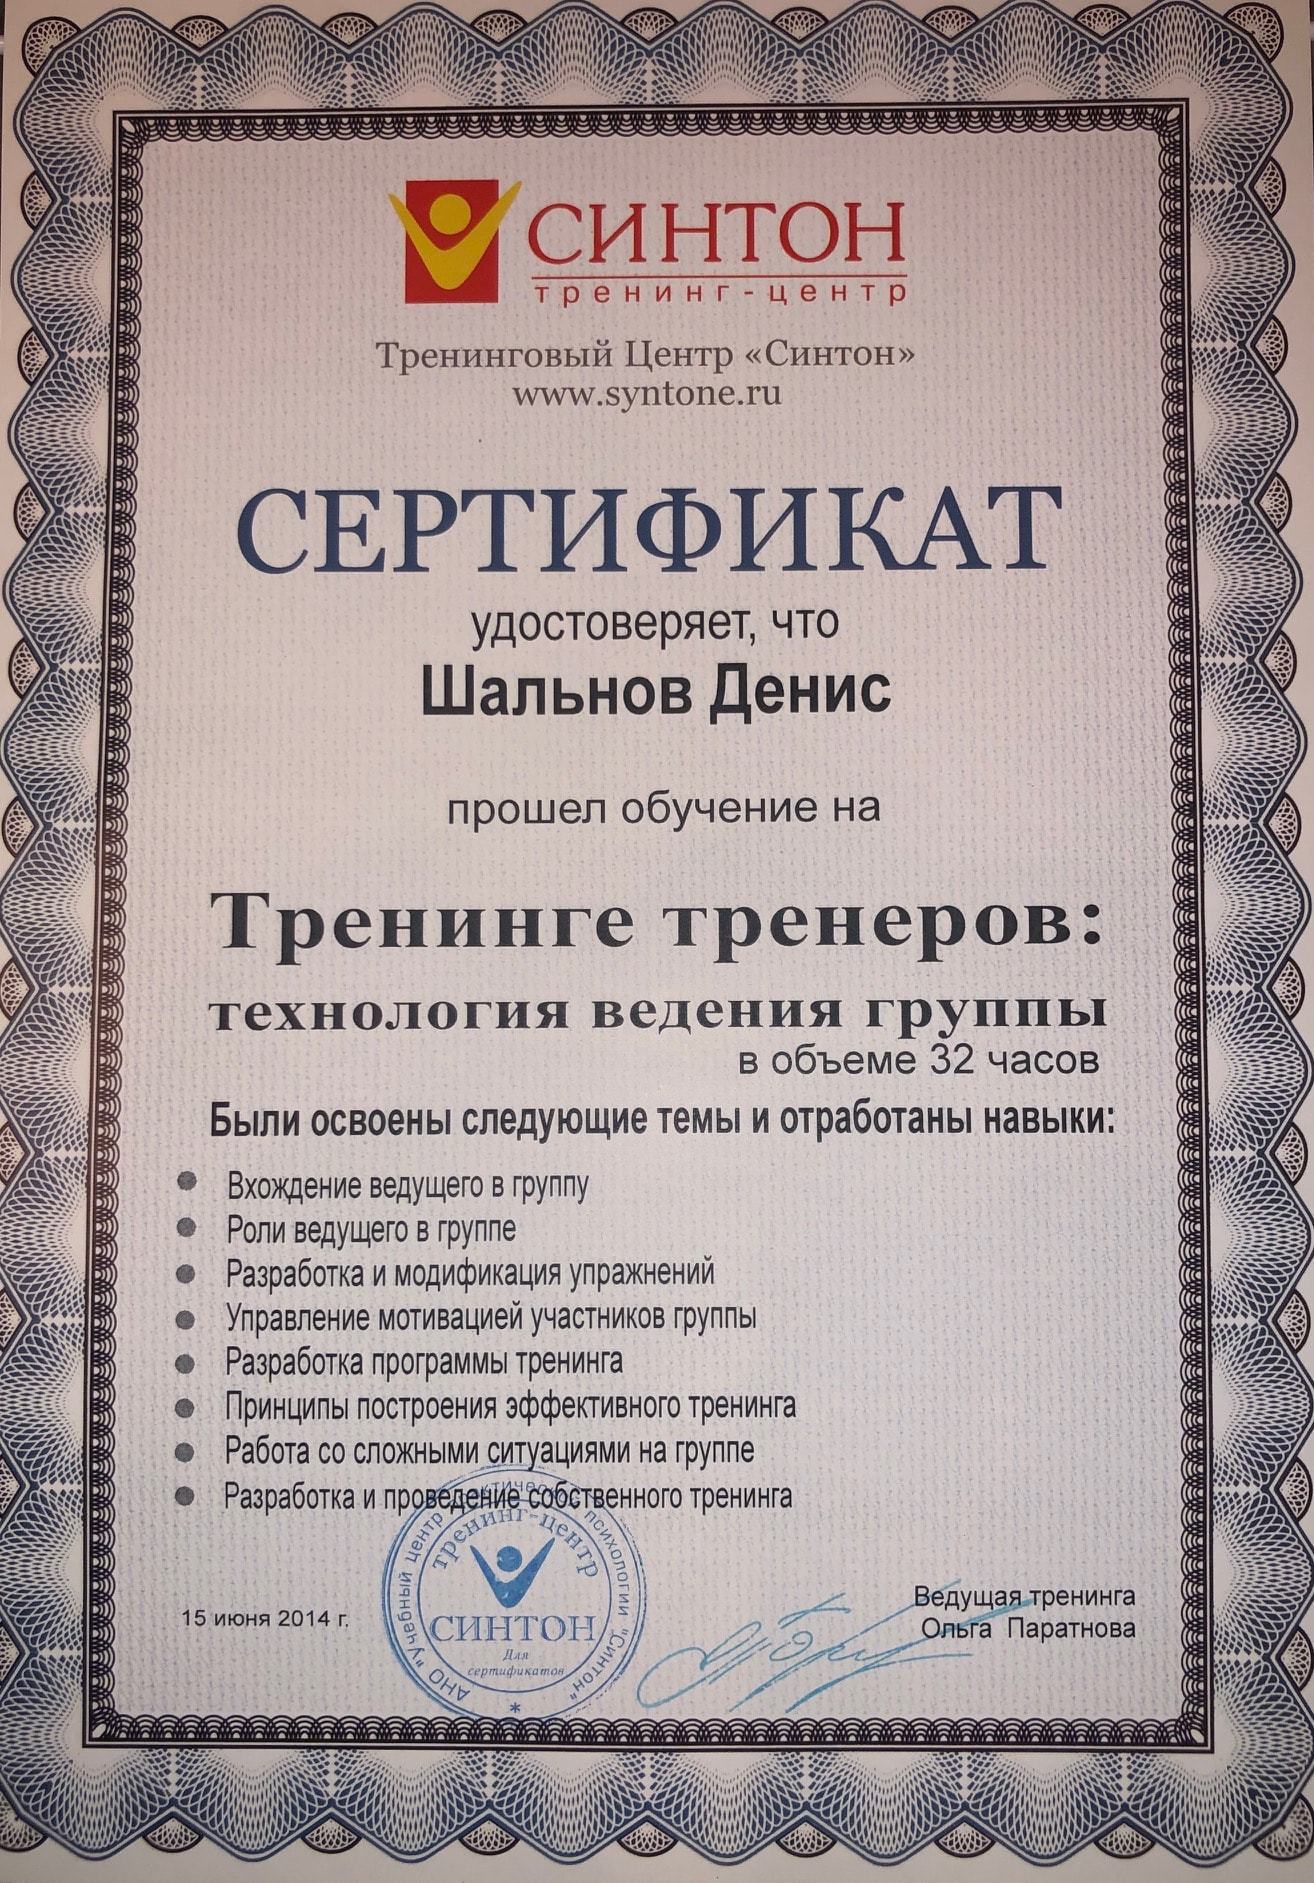 СИНТОН
тренинг-центр
Тренинговый Центр «Синтон»
www.syntone.ru
СЕРТИФИКАТ
удостоверяет, что
Шальнов Денис
прошел обучение на
Тренинге тренеров:
технология ведения группы
в объеме 32 часов
Были освоены следующие темы и отработаны навыки:
Вхождение ведущего в группу
Роли ведущего в группе
Разработка и модификация упражнений
Управление мотивацией участников группы
Разработка программы тренинга
Принципы построения эффективного тренинга
Работа со сложными ситуациями на группе
Разработка и проведение собственного тренинга
АНО "Учебный центр практической психологии "Синтон"
тренинг-центр
СИНТОН
Для
сертификатов
15 июня 2014 г.
Ведущая тренинга
Ольга Паратнова